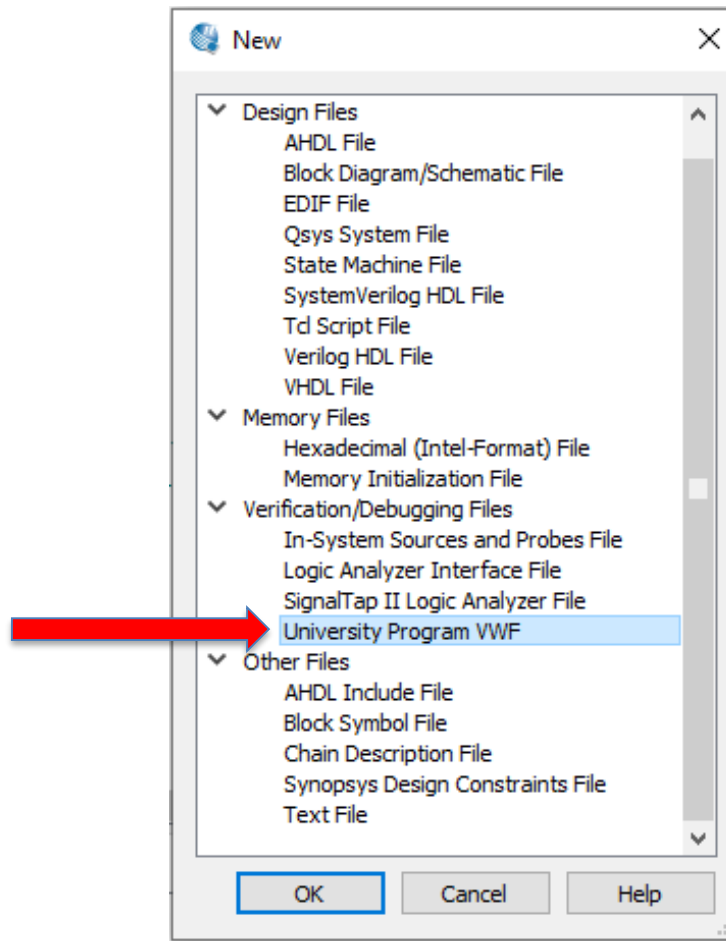 New
Design Files
AHDL File
Block Diagram/Schematic File
EDIF File
Qsys System File
State Machine File
SystemVerilog HDL File
Tcl Script File
Verilog HDL File
VHDL File
Memory Files
Hexadecimal (Intel-Format) File
Memory Initialization File
Verification/Debugging Files
In-System Sources and Probes File
Logic Analyzer Interface File
SignalTap II Logic Analyzer File
University Program VWF
Other Files
AHDL Include File
Block Symbol File
Chain Description File
Synopsys Design Constraints File
Text File
OK Cancel Help